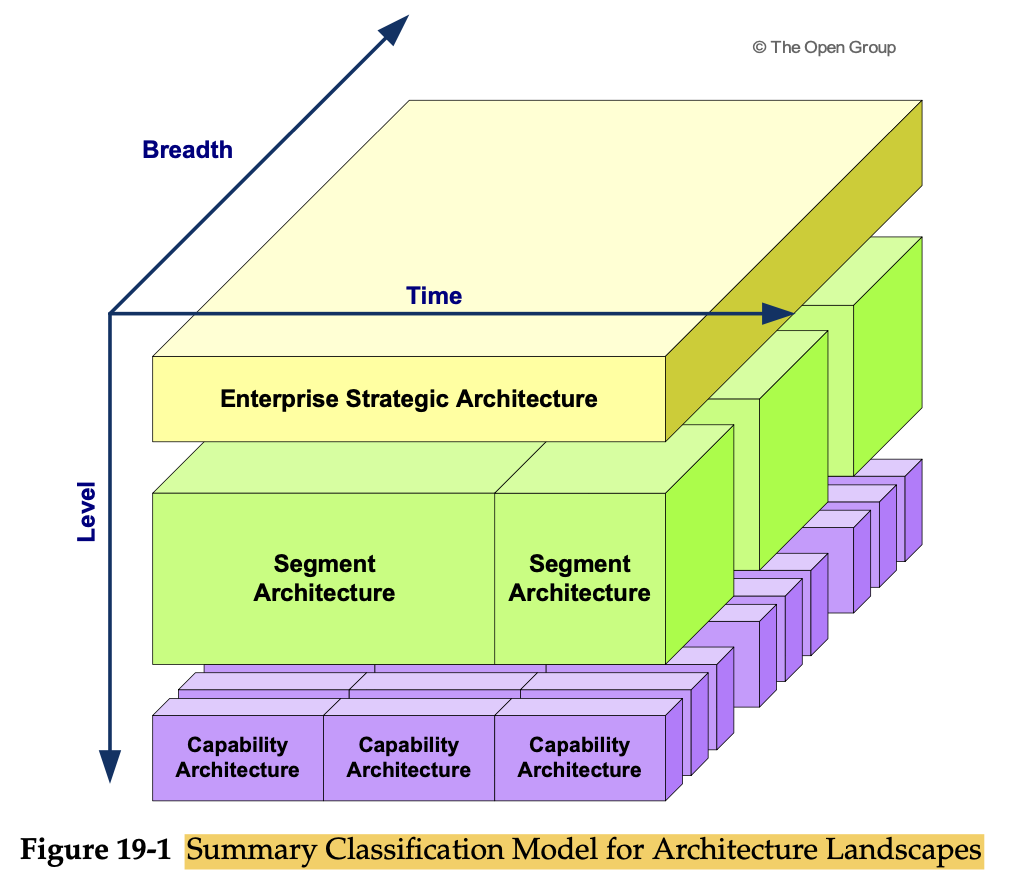 © The Open Group
Breadth
Time
Enterprise Strategic Architecture
Level
Segment
Architecture
Segment
Architecture
Capability
Architecture
Capability
Architecture
Capability
Architecture
Figure 19-1 Summary Classification Model for Architecture Landscapes